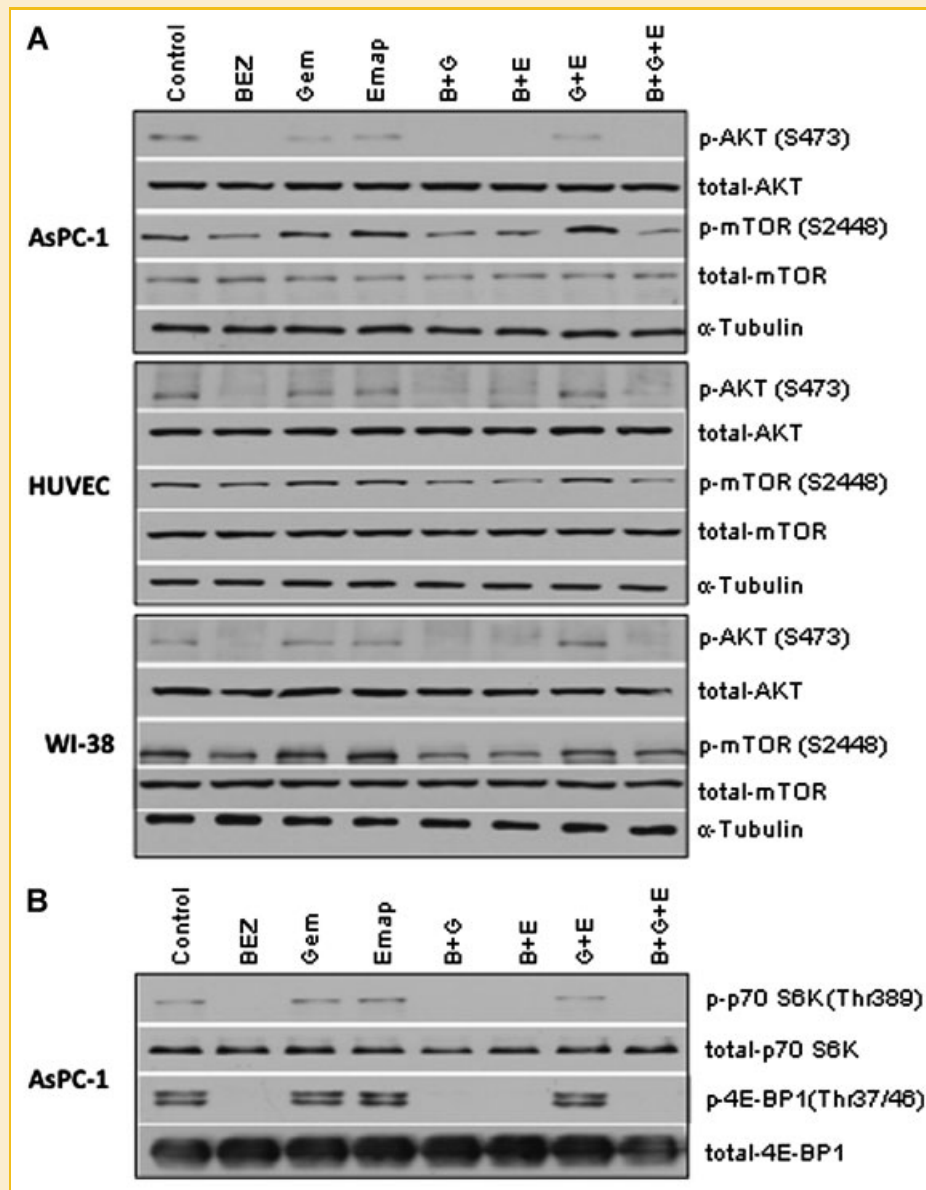 A
Control BEZ Gem Emap B+G B+E G+E B+G+E
p-AKT (S473)
total-AKT
AsPC-1
p-mTOR (S2448)
total-mTOR
α-Tubulin
p-AKT (S473)
total-AKT
HUVEC
p-mTOR (S2448)
total-mTOR
α-Tubulin
p-AKT (S473)
total-AKT
WI-38
p-mTOR (S2448)
total-mTOR
α-Tubulin
B
Control BEZ Gem Emap B+G B+E G+E B+G+E
p-p70 S6K(Thr389)
total-p70 S6K
AsPC-1
p-4E-BP1(Thr37/46)
total-4E-BP1